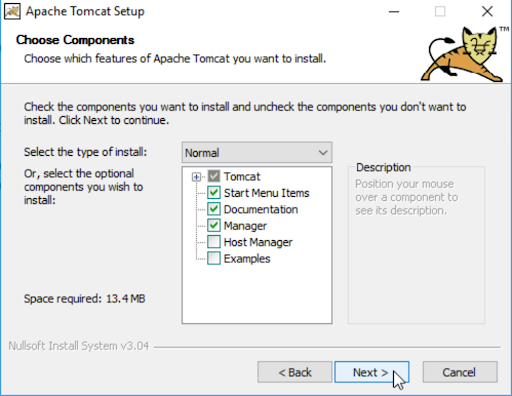 Apache Tomcat Setup
Choose Components
Choose which features of Apache Tomcat you want to install.
TM
Check the components you want to install and uncheck the components you don't want to
install. Click Next to continue.
Select the type of install:
Normal
Or, select the optional
components you wish to
install:
Tomcat
Start Menu Items
Documentation
Manager
Host Manager
Examples
Description
Position your mouse
over a component to
see its description.
Space required: 13.4 MB
Nullsoft Install System v3.04
< Back
Next >
Cancel